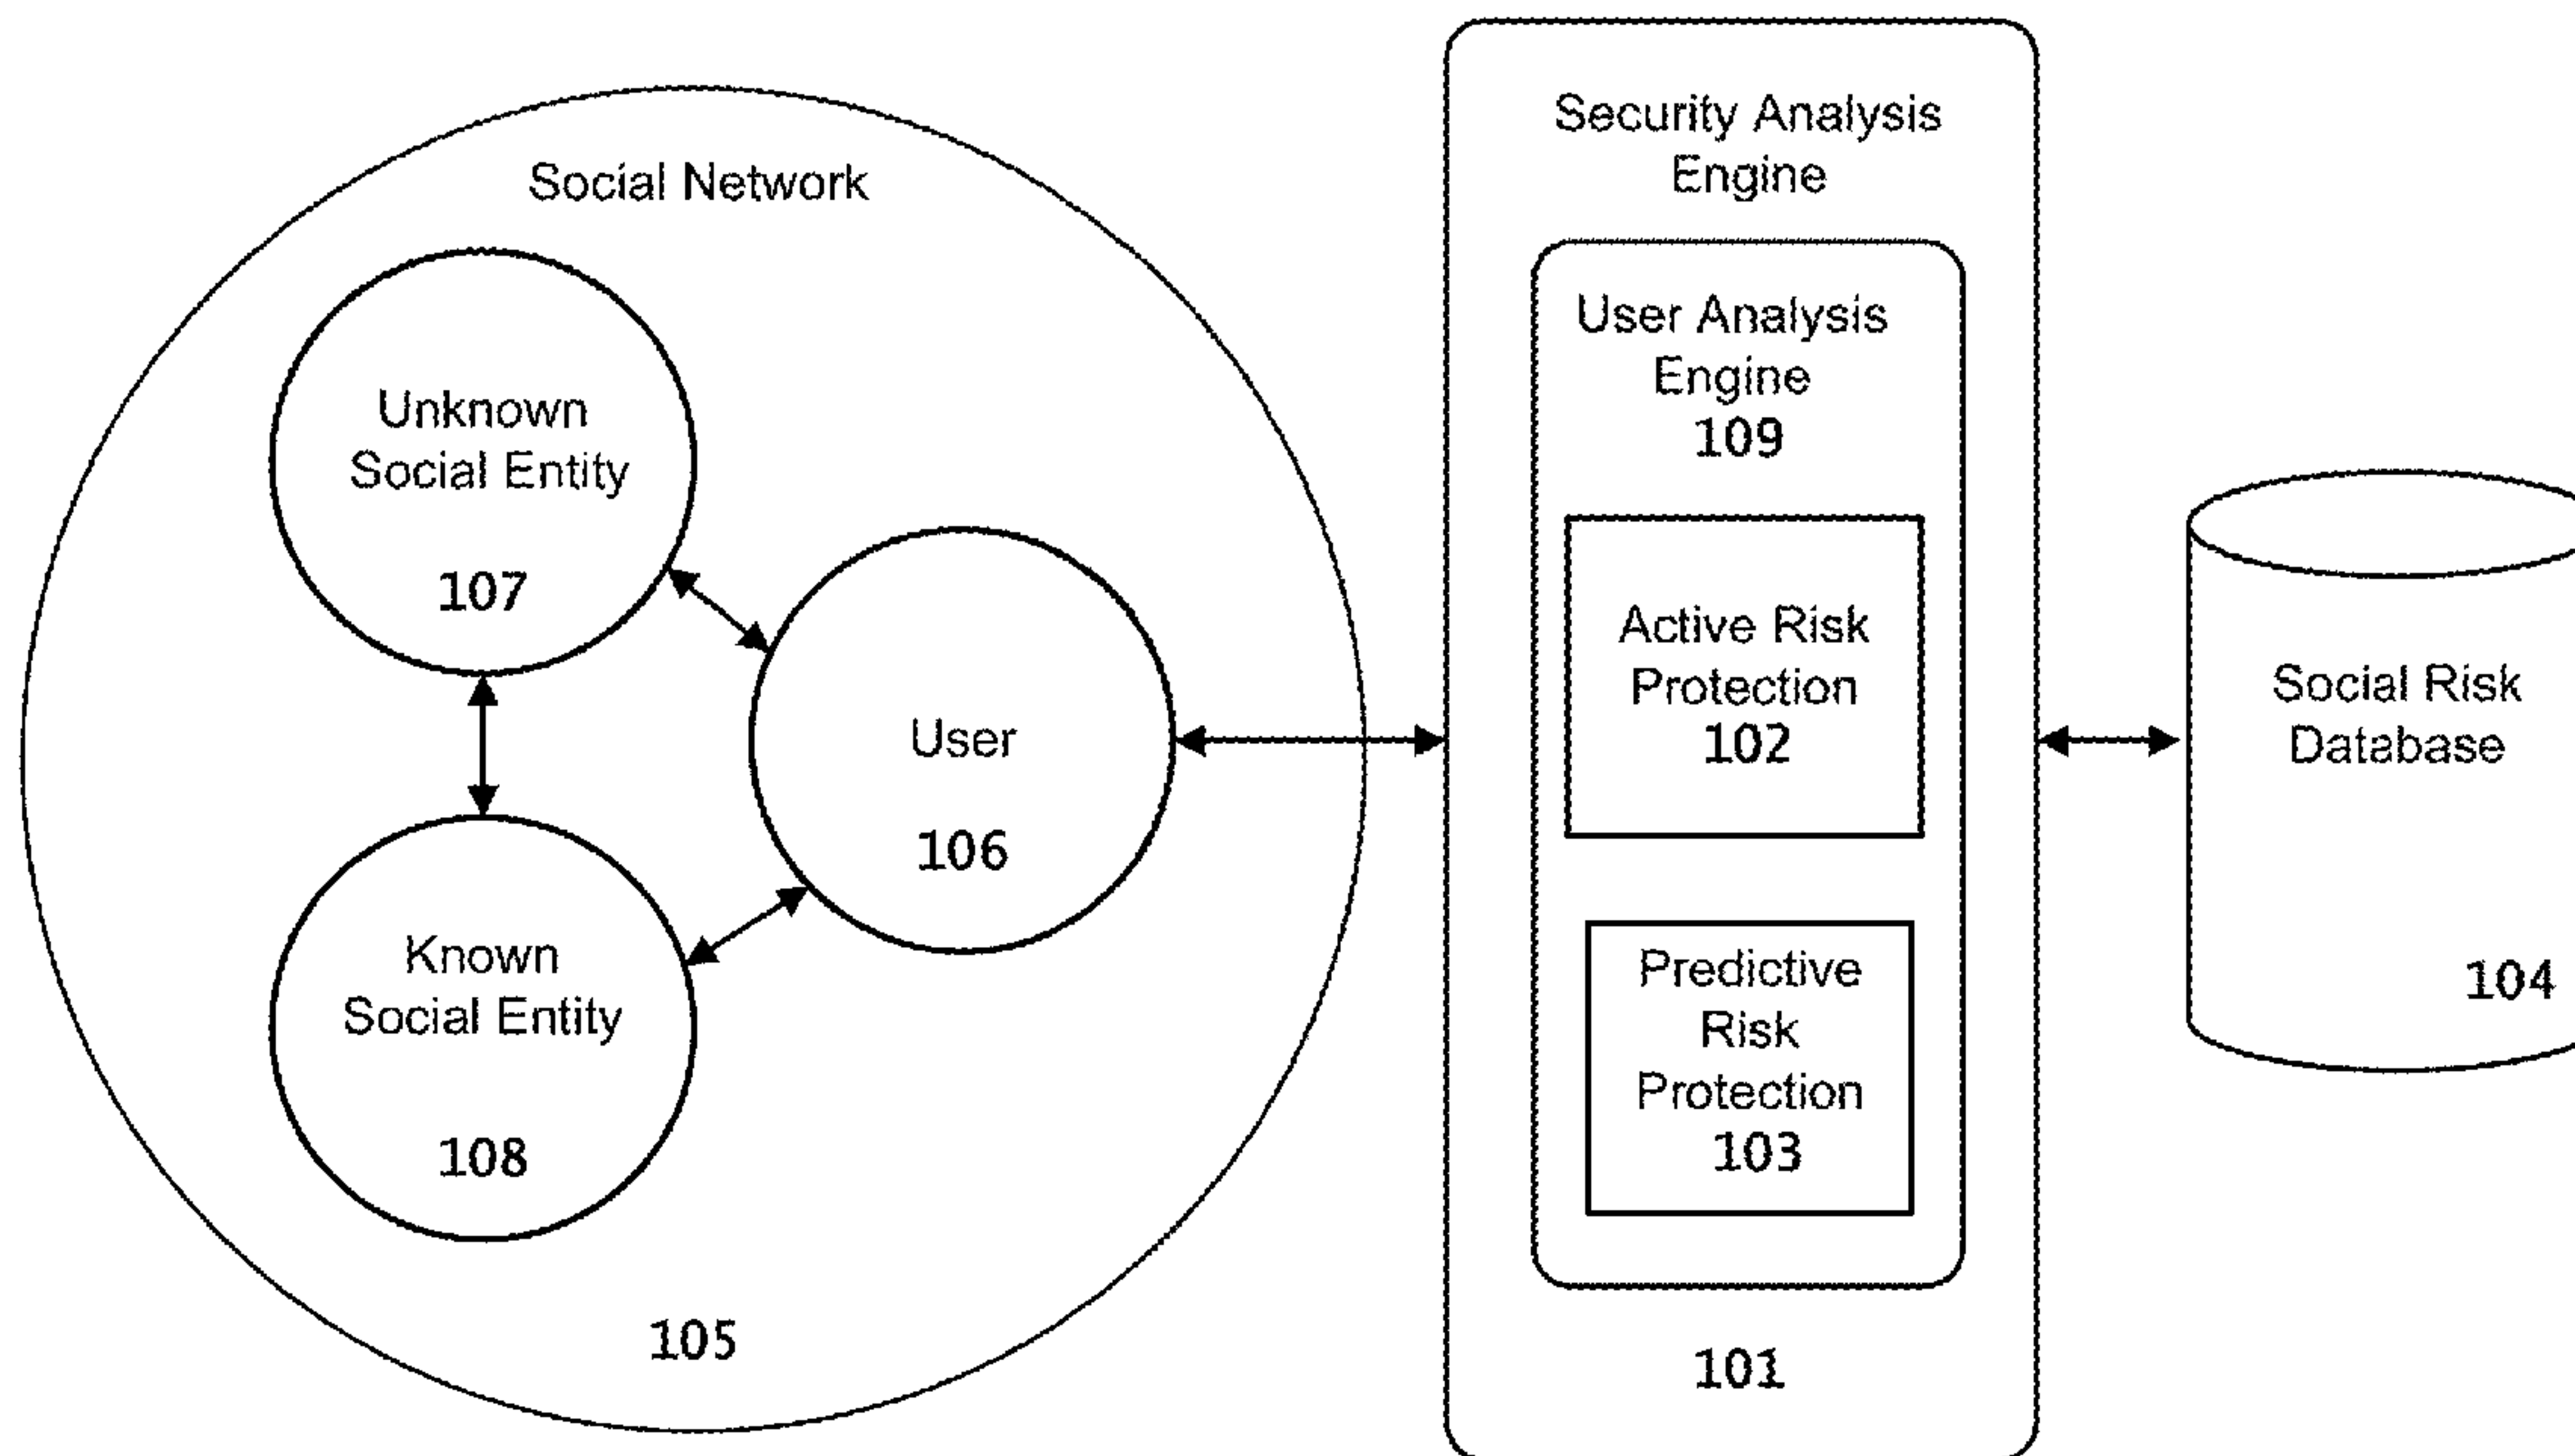 Social Network
Unknown
Social Entity
107
User
106
Known
Social Entity
108
105
Security Analysis
Engine
User Analysis
Engine
109
Active Risk
Protection
102
Predictive
Risk
Protection
103
101
Social Risk
Database
104